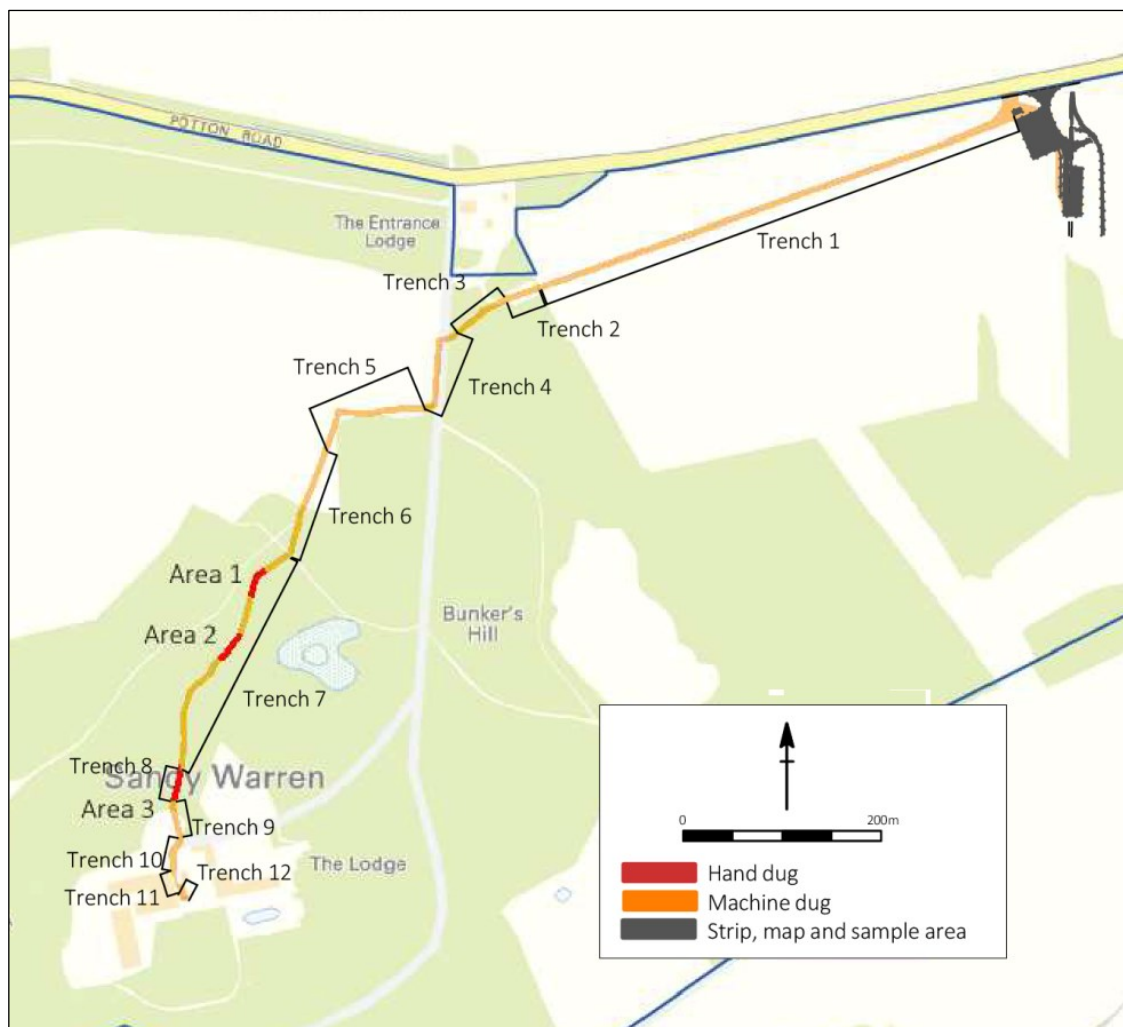 POTTON ROAD
The Entrance
Lodge
Trench 1
Trench 3
Trench 2
Trench 5
Trench 4
Trench 6
Area 1
Bunker's
Hill
Area 2
Trench 7
Trench 8
Sandy Warren
Area 3
Trench 9
Trench 10
The Lodge
Trench 12
Trench 11
0
200m
Hand dug
Machine dug
Strip, map and sample area